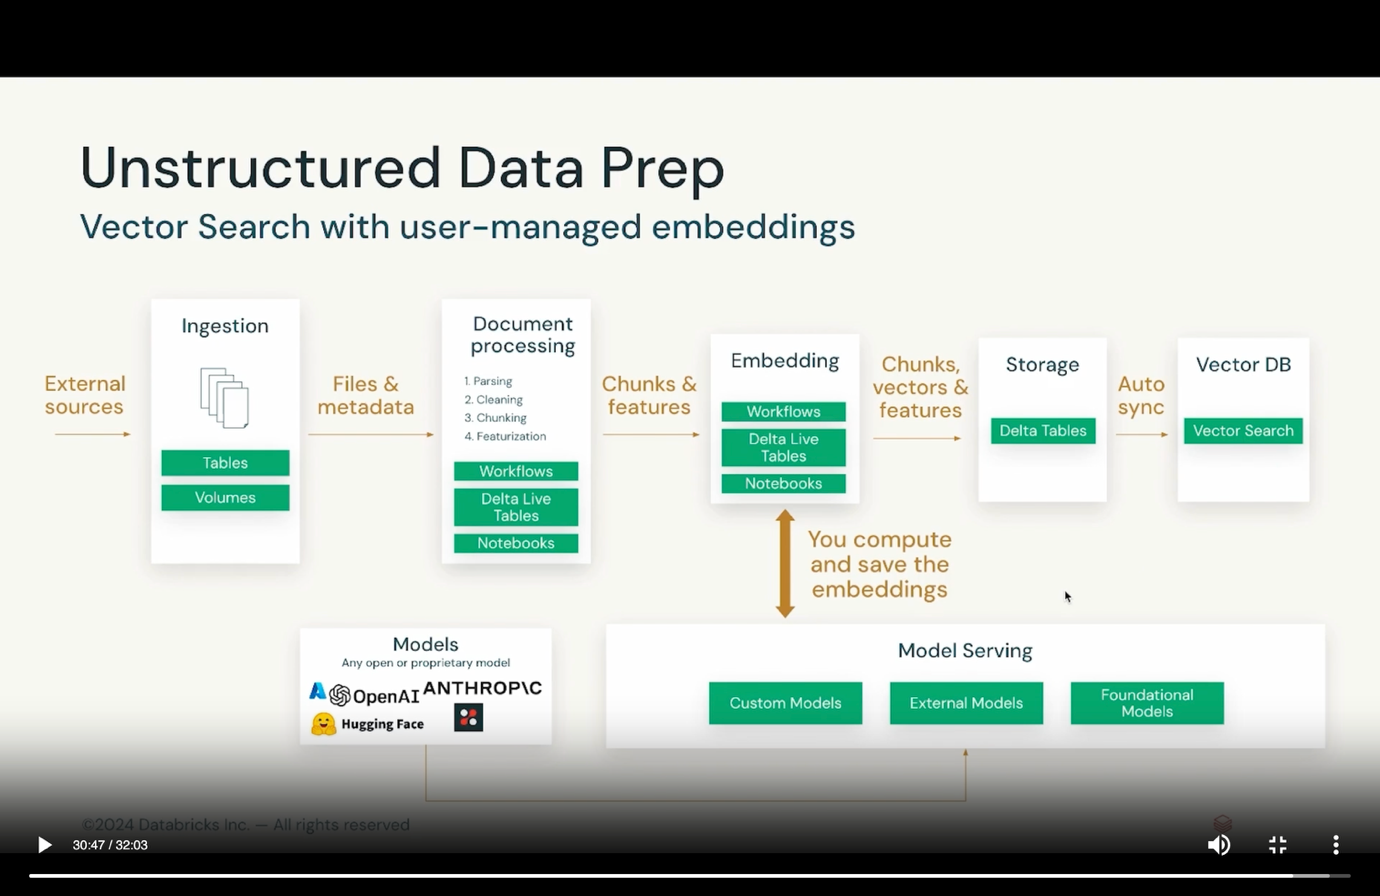 Unstructured Data Prep
Vector Search with user-managed embeddings
External
sources
Ingestion
Tables
Volumes
Files &
metadata
Document
processing
1. Parsing
2. Cleaning
3. Chunking
4. Featurization
Workflows
Delta Live
Tables
Notebooks
Chunks &
features
Embedding
Workflows
Delta Live
Tables
Notebooks
Chunks,
vectors &
features
Storage
Delta Tables
Auto
sync
Vector DB
Vector Search
You compute
and save the
embeddings
Models
Any open or proprietary model
OpenAI
ANTHROP\C
Hugging Face
Model Serving
Custom Models
External Models
Foundational
Models
©2024 Databricks Inc. — All rights reserved
30:47 / 32:03